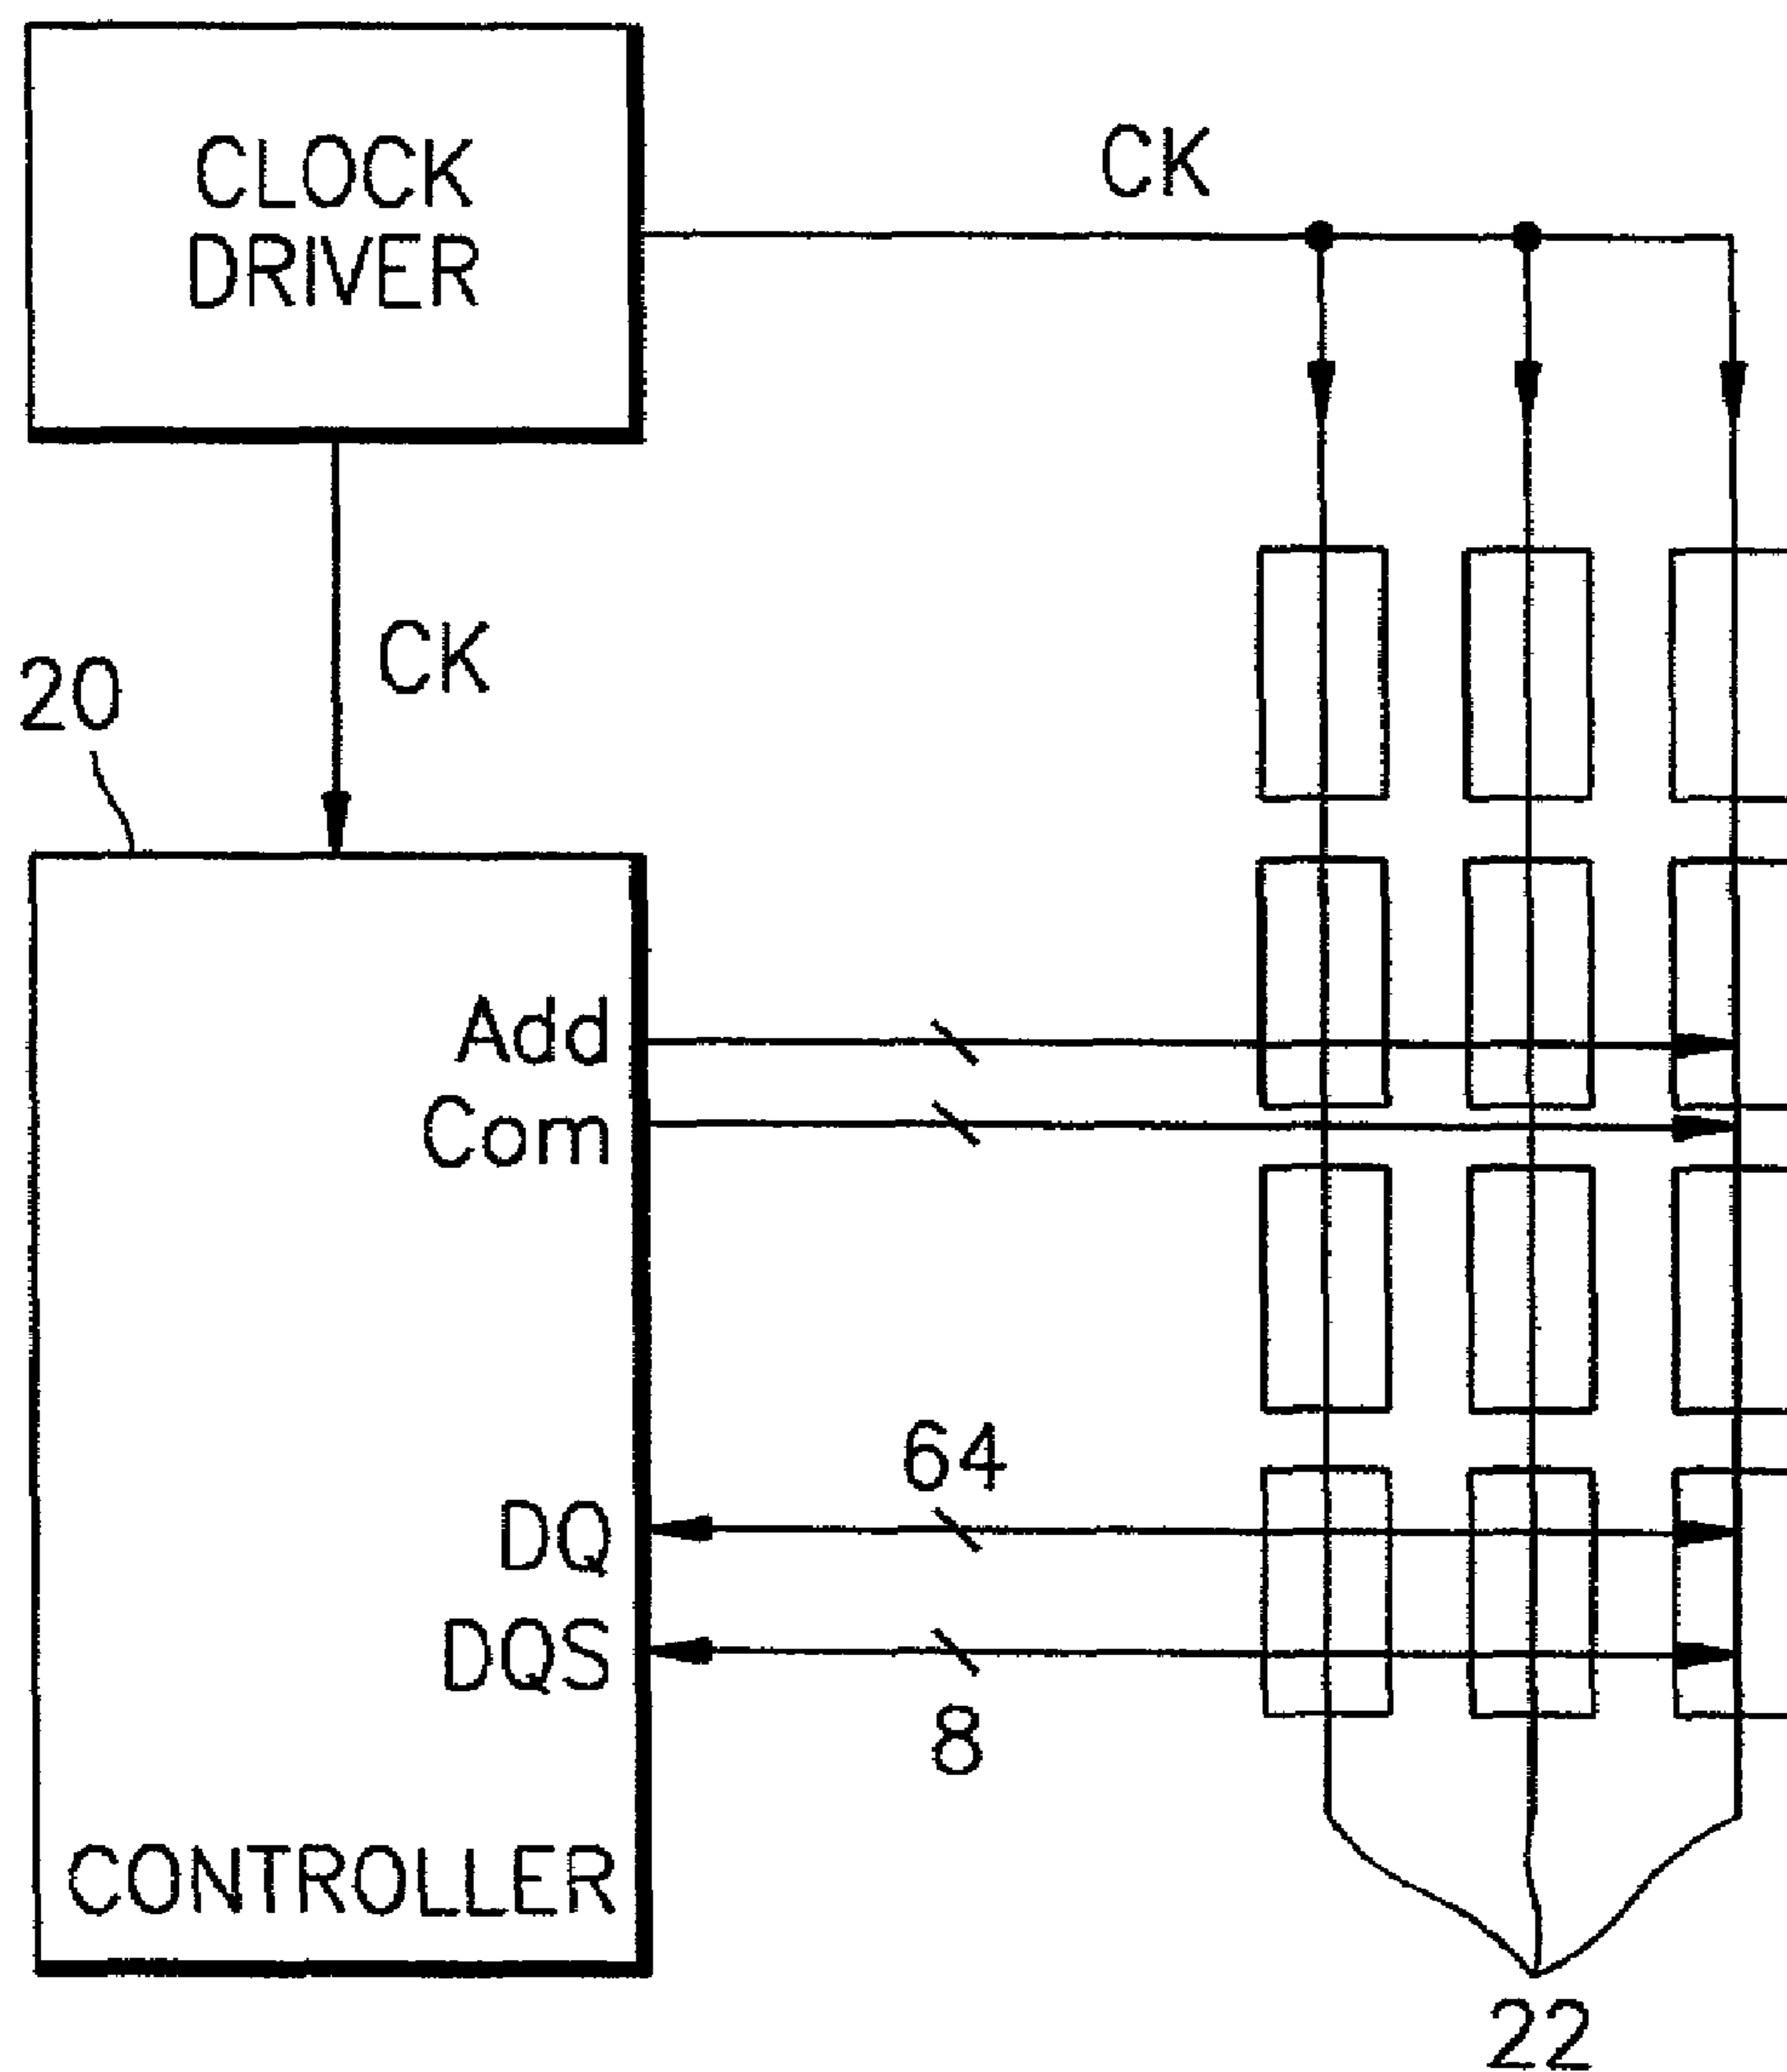 CLOCK
DRIVER
CK
CK
20
Add
Com
64
DQ
DQS
8
CONTROLLER
22